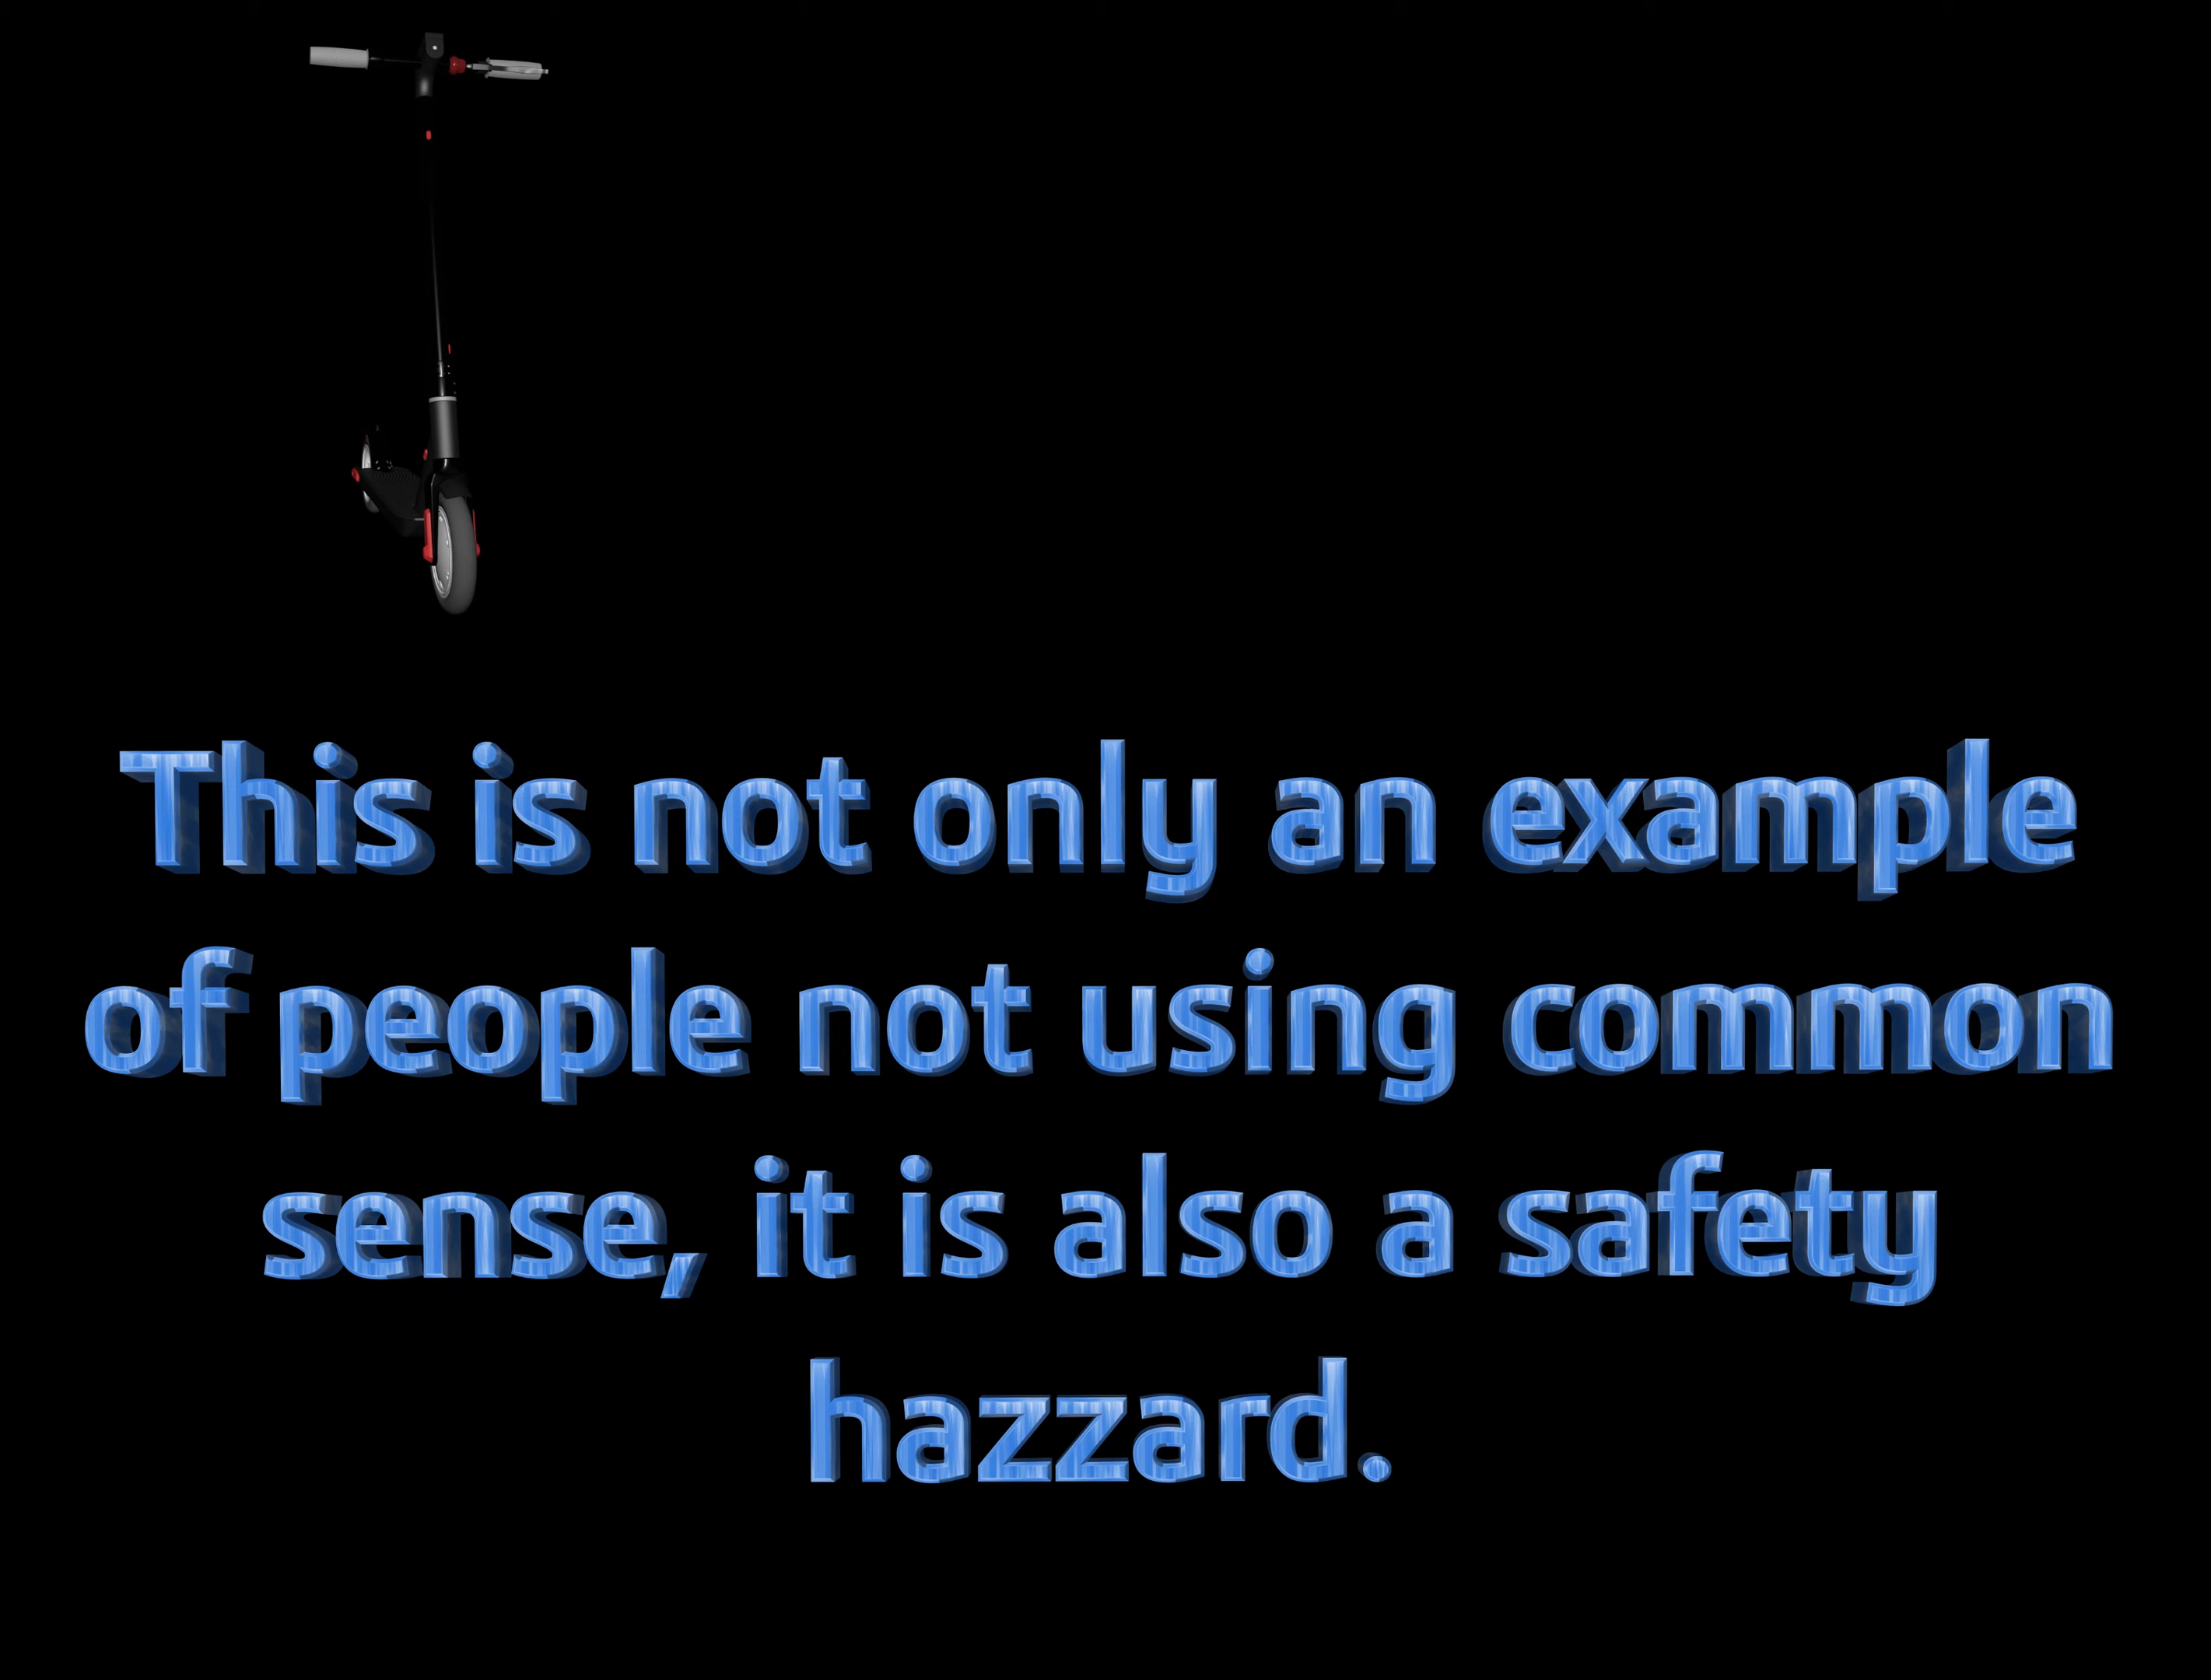 This is not only an example
of people not using common
sense, it is also a safety
hazzard.